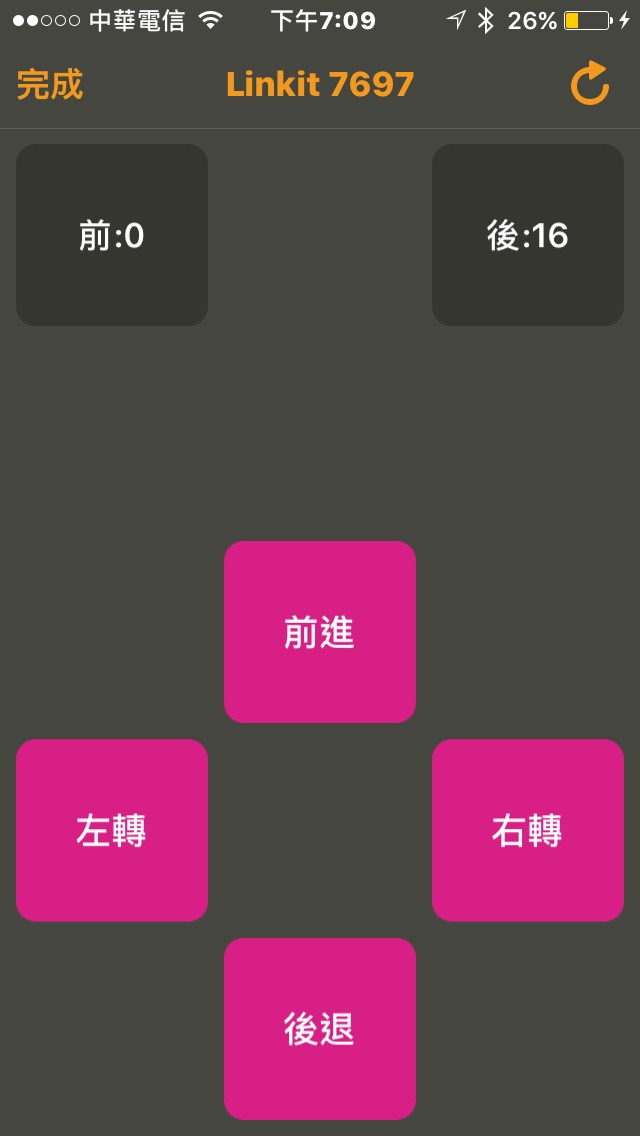 中華電信 下午7:09 26%
完成 Linkit 7697
前:0 後:16
前進
左轉 右轉
後退